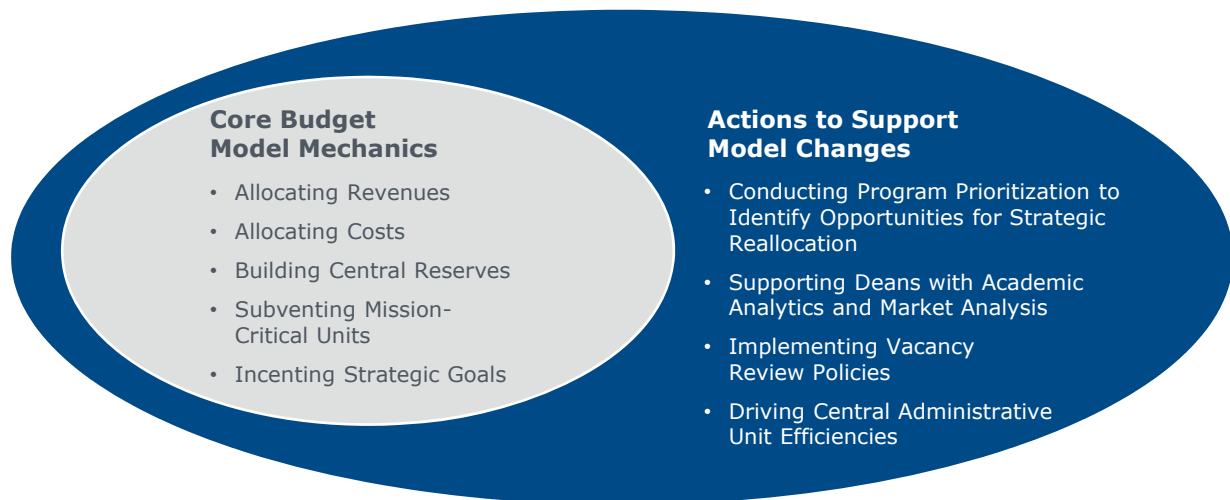 Core Budget
Model Mechanics
• Allocating Revenues
• Allocating Costs
• Building Central Reserves
• Subventing Mission-
Critical Units
• Incenting Strategic Goals
Actions to Support
Model Changes
• Conducting Program Prioritization to
Identify Opportunities for Strategic
Reallocation
• Supporting Deans with Academic
Analytics and Market Analysis
• Implementing Vacancy
Review Policies
• Driving Central Administrative
Unit Efficiencies